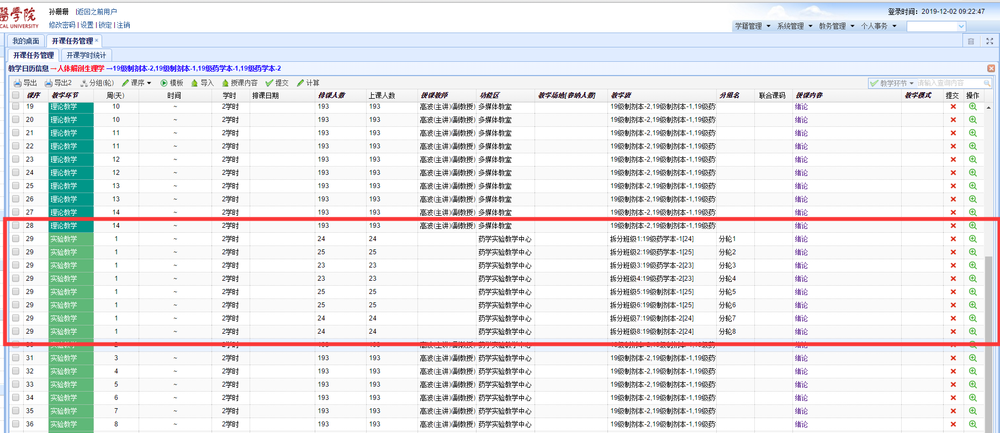 醫學院 孙珊珊 |返回之前用户 登录时间：2019-12-02 09:22:47
CAL UNIVERSITY 修改密码 | 设置 | 锁定 | 注销 学籍管理 系统管理 教务管理 个人事务
我的桌面 开课任务管理
开课任务管理 开课学时统计
教学日历信息→人体解剖生理学→19级制剂本-2,19级制剂本-1,19级药学本-1,19级药学本-2
导出 导出2 分组(轮) 课序 模板 导入 授课内容 提交 计算 教学环节 请输入查询内容
课序 教学环节 周(天) 时间 学时 排课日期 排课人数 上课人数 授课教师 功能区 教学场地[容纳人数] 教学班 分组名 联合课码 授课内容 教学模式 提交 操作
19 理论教学 10 ~ 2学时 193 193 高波(主讲)(副教授) 多媒体教室 19级制剂本-2,19级制剂本-1,19级药 绪论
20 理论教学 10 ~ 2学时 193 193 高波(主讲)(副教授) 多媒体教室 19级制剂本-2,19级制剂本-1,19级药 绪论
21 理论教学 11 ~ 2学时 193 193 高波(主讲)(副教授) 多媒体教室 19级制剂本-2,19级制剂本-1,19级药 绪论
22 理论教学 11 ~ 2学时 193 193 高波(主讲)(副教授) 多媒体教室 19级制剂本-2,19级制剂本-1,19级药 绪论
23 理论教学 12 ~ 2学时 193 193 高波(主讲)(副教授) 多媒体教室 19级制剂本-2,19级制剂本-1,19级药 绪论
24 理论教学 12 ~ 2学时 193 193 高波(主讲)(副教授) 多媒体教室 19级制剂本-2,19级制剂本-1,19级药 绪论
25 理论教学 13 ~ 2学时 193 193 高波(主讲)(副教授) 多媒体教室 19级制剂本-2,19级制剂本-1,19级药 绪论
26 理论教学 13 ~ 2学时 193 193 高波(主讲)(副教授) 多媒体教室 19级制剂本-2,19级制剂本-1,19级药 绪论
27 理论教学 14 ~ 2学时 193 193 高波(主讲)(副教授) 多媒体教室 19级制剂本-2,19级制剂本-1,19级药 绪论
28 理论教学 14 ~ 2学时 193 193 高波(主讲)(副教授) 多媒体教室 19级制剂本-2,19级制剂本-1,19级药 绪论
29 实验教学 1 ~ 2学时 24 24 药学实验教学中心 拆分班级1:19级药学本-1[24] 分轮1 绪论
29 实验教学 1 ~ 2学时 25 25 药学实验教学中心 拆分班级2:19级药学本-1[25] 分轮2 绪论
29 实验教学 1 ~ 2学时 23 23 药学实验教学中心 拆分班级3:19级药学本-2[23] 分轮3 绪论
29 实验教学 1 ~ 2学时 23 23 药学实验教学中心 拆分班级4:19级药学本-2[23] 分轮4 绪论
29 实验教学 1 ~ 2学时 25 25 药学实验教学中心 拆分班级5:19级制剂本-1[25] 分轮5 绪论
29 实验教学 1 ~ 2学时 25 25 药学实验教学中心 拆分班级6:19级制剂本-1[25] 分轮6 绪论
29 实验教学 1 ~ 2学时 24 24 药学实验教学中心 拆分班级7:19级制剂本-2[24] 分轮7 绪论
29 实验教学 1 ~ 2学时 24 24 药学实验教学中心 拆分班级8:19级制剂本-2[24] 分轮8 绪论
31 实验教学 3 ~ 2学时 193 193 高波(主讲)(副教授) 药学实验教学中心 19级制剂本-2,19级制剂本-1,19级药 绪论
32 实验教学 4 ~ 2学时 193 193 高波(主讲)(副教授) 药学实验教学中心 19级制剂本-2,19级制剂本-1,19级药 绪论
33 实验教学 5 ~ 2学时 193 193 高波(主讲)(副教授) 药学实验教学中心 19级制剂本-2,19级制剂本-1,19级药 绪论
34 实验教学 6 ~ 2学时 193 193 高波(主讲)(副教授) 药学实验教学中心 19级制剂本-2,19级制剂本-1,19级药 绪论
35 实验教学 7 ~ 2学时 193 193 高波(主讲)(副教授) 药学实验教学中心 19级制剂本-2,19级制剂本-1,19级药 绪论
36 实验教学 8 ~ 2学时 193 193 高波(主讲)(副教授) 药学实验教学中心 19级制剂本-2,19级制剂本-1,19级药 绪论